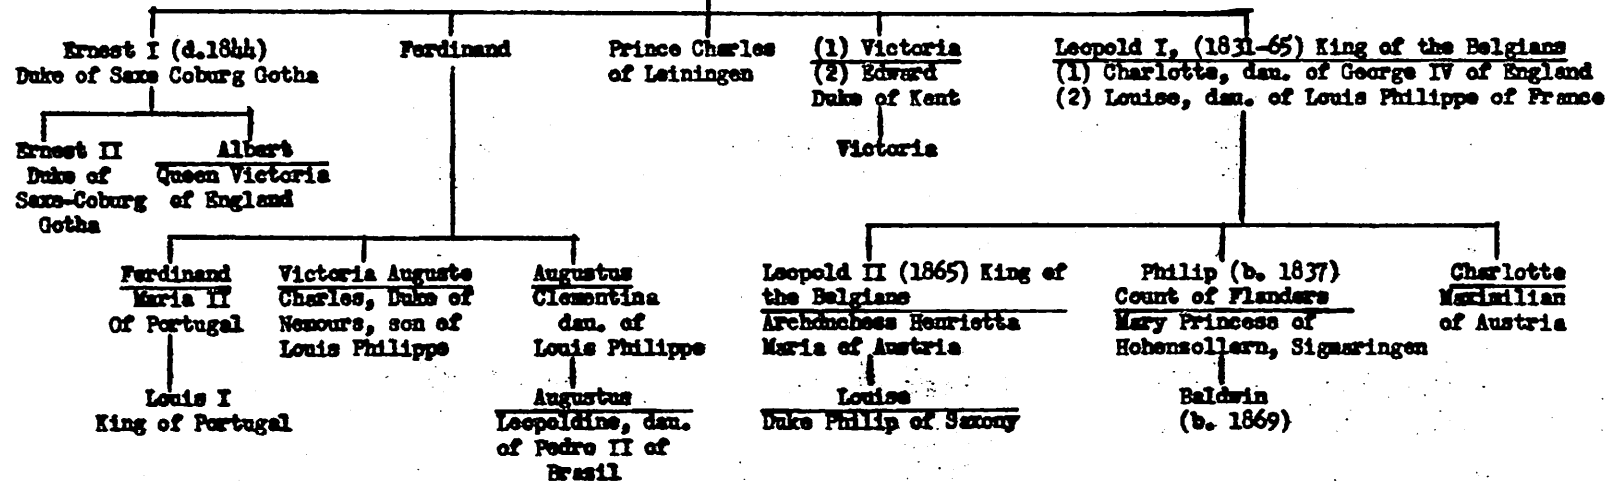 Ernest I (d.1844)
Duke of Saxe Coburg Gotha
Ferdinand
Prince Charles
of Leiningen
(1) Victoria
(2) Edward
Duke of Kent
Leopold I, (1831-65) King of the Belgians
(1) Charlotte, dau. of George IV of England
(2) Louise, dau. of Louis Philippe of France
Ernest II
Duke of
Saxe-Coburg
Gotha
Albert
Queen Victoria
of England
Victoria
Ferdinand
Maria II
Of Portugal
Victoria Auguste
Charles, Duke of
Nemours, son of
Louis Philippe
Augustus
Clementina
dau. of
Louis Philippe
Leopold II (1865) King of
the Belgians
Archduchess Henrietta
Maria of Austria
Philip (b. 1837)
Count of Flanders
Mary Princess of
Hohenzollern, Sigmaringen
Charlotte
Maximilian
of Austria
Louis I
King of Portugal
Augustus
Leopoldine, dau.
of Pedro II of
Brasil
Louise
Duke Philip of Saxony
Baldwin
(b. 1869)